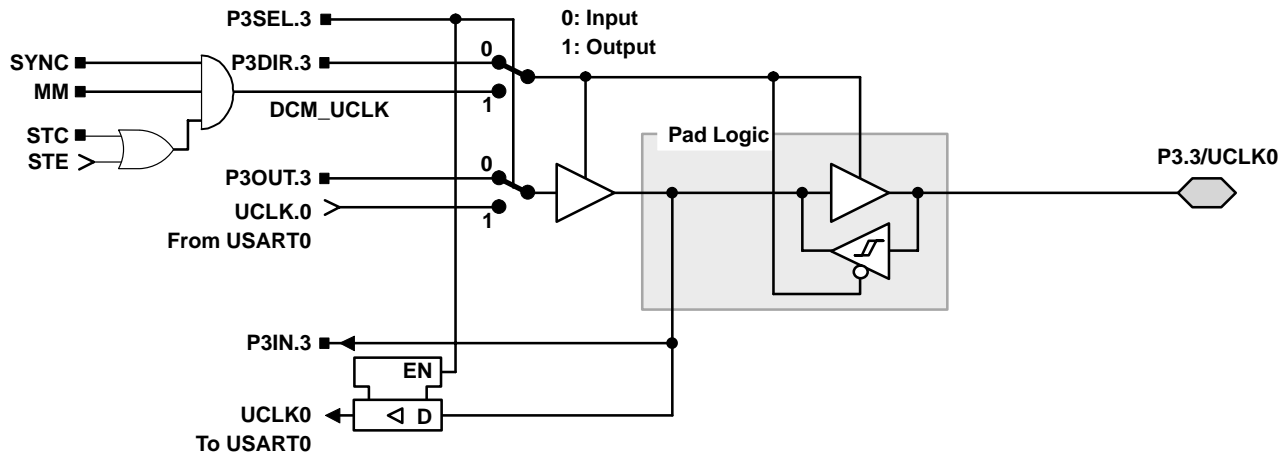 P3SEL.3
0: Input
1: Output
SYNC
P3DIR.3
0
MM
1
DCM_UCLK
STC
STE
Pad Logic
P3.3/UCLK0
P3OUT.3
0
UCLK.0
1
From USART0
P3IN.3
EN
UCLK0
D
To USART0